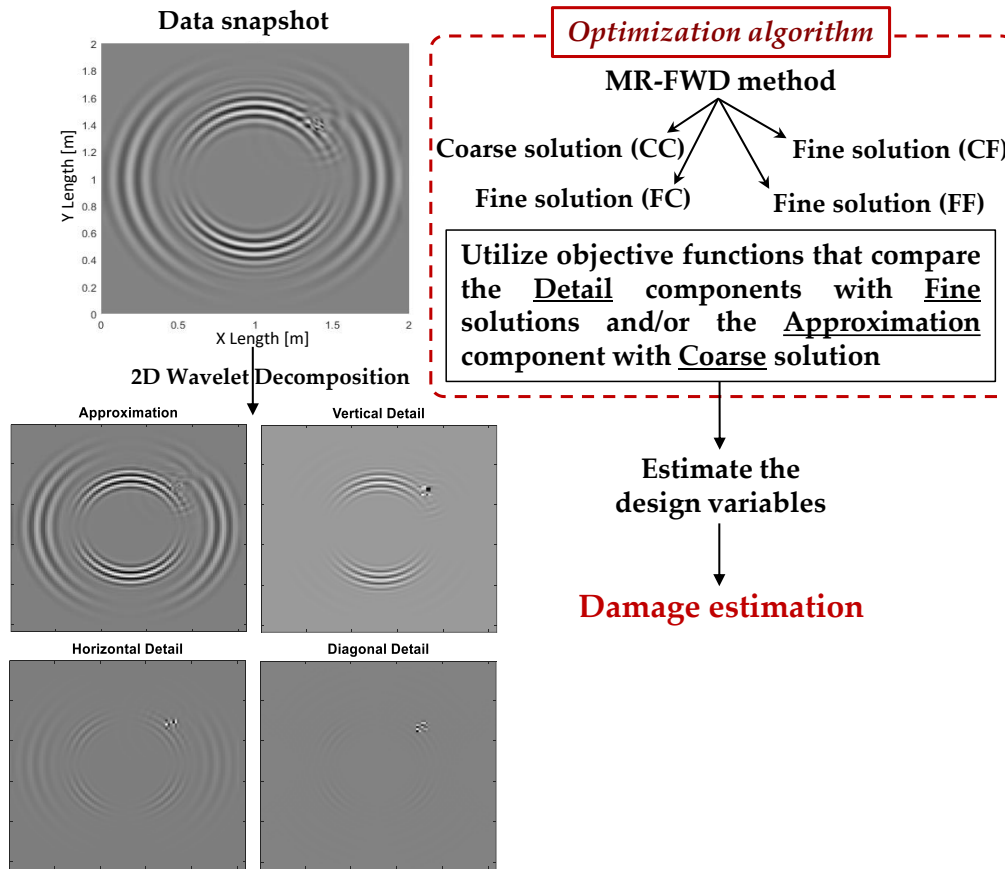 Data snapshot
2
1.8
1.6
1.4
1.2
1
0.8
0.6
0.4
0.2
0
Y Length [m]
0 0.5 1 1.5 2
X Length [m]
2D Wavelet Decomposition
Approximation
Vertical Detail
Horizontal Detail
Diagonal Detail
Optimization algorithm
MR-FWD method
Coarse solution (CC)
Fine solution (CF)
Fine solution (FC)
Fine solution (FF)
Utilize objective functions that compare
the Detail components with Fine
solutions and/or the Approximation
component with Coarse solution
Estimate the
design variables
Damage estimation